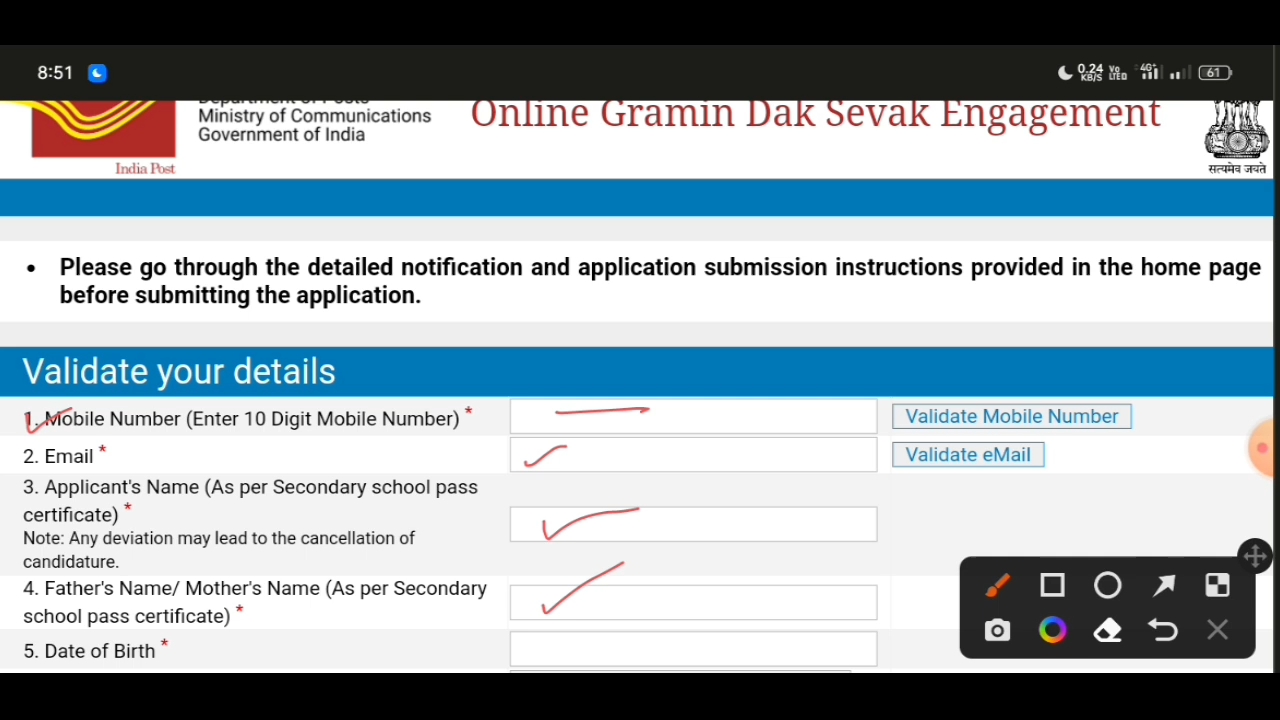 8:51
0.24 KB/S Vo LTED 4G+ 61
Department of Posts
Ministry of Communications
Government of India
India Post
Online Gramin Dak Sevak Engagement
सत्यमेव जयते
• Please go through the detailed notification and application submission instructions provided in the home page
before submitting the application.
Validate your details
1. Mobile Number (Enter 10 Digit Mobile Number) * Validate Mobile Number
2. Email * Validate eMail
3. Applicant's Name (As per Secondary school pass
certificate) *
Note: Any deviation may lead to the cancellation of
candidature.
4. Father's Name/ Mother's Name (As per Secondary
school pass certificate) *
5. Date of Birth *